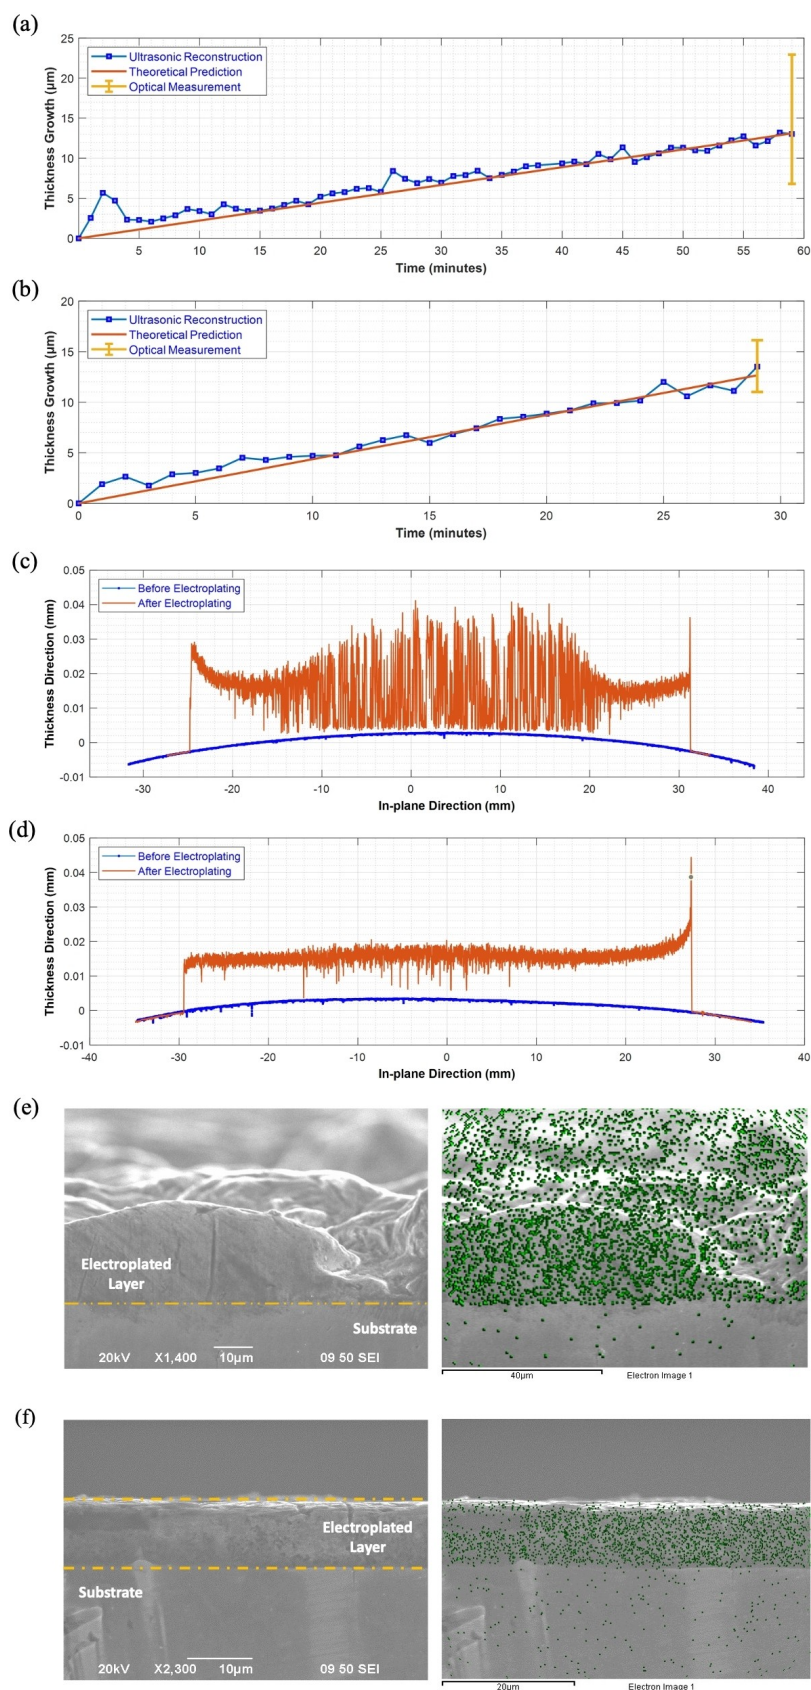 (a)
25
20
15
10
5
0
Thickness Growth (μm)
Ultrasonic Reconstruction
Theoretical Prediction
Optical Measurement
5 10 15 20 25 30 35 40 45 50 55 60
Time (minutes)
(b)
20
15
10
5
0
Thickness Growth (μm)
Ultrasonic Reconstruction
Theoretical Prediction
Optical Measurement
0 5 10 15 20 25 30
Time (minutes)
(c)
0.05
0.04
0.03
0.02
0.01
0
-0.01
Thickness Direction (mm)
Before Electroplating
After Electroplating
-30 -20 -10 0 10 20 30 40
In-plane Direction (mm)
(d)
0.05
0.04
0.03
0.02
0.01
0
-0.01
Thickness Direction (mm)
Before Electroplating
After Electroplating
-40 -30 -20 -10 0 10 20 30 40
In-plane Direction (mm)
(e)
Electroplated
Layer
Substrate
20kV X1,400 10μm 09 50 SEI
40μm Electron Image 1
(f)
Electroplated
Layer
Substrate
20kV X2,300 10μm 09 50 SEI
20μm Electron Image 1